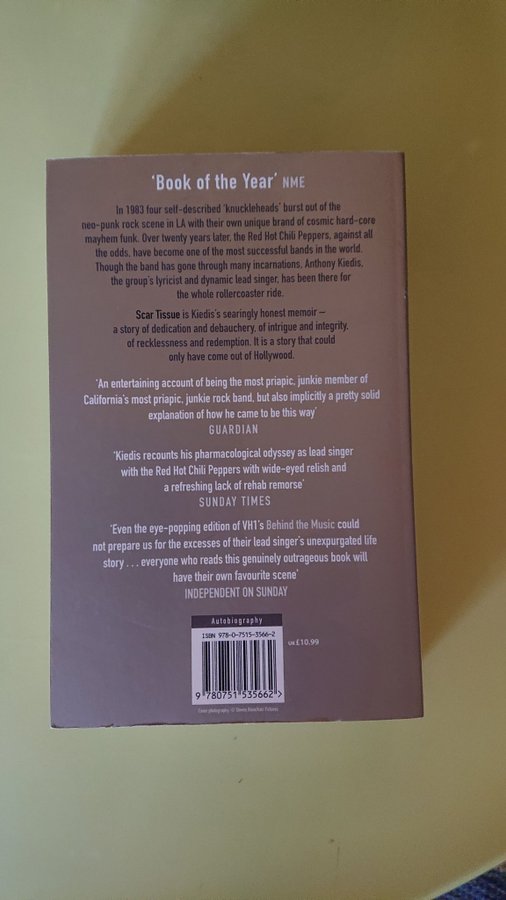 'Book of the Year' NME
In 1983 four self-described 'knuckleheads' burst out of the
neo-punk rock scene in LA with their own unique brand of cosmic hard-core
mayhem funk. Over twenty years later, the Red Hot Chili Peppers, against all
the odds, have become one of the most successful bands in the world.
Though the band has gone through many incarnations, Anthony Kiedis,
the group's lyricist and dynamic lead singer, has been there for
the whole rollercoaster ride.
Scar Tissue is Kiedis's searingly honest memoir –
a story of dedication and debauchery, of intrigue and integrity,
of recklessness and redemption. It is a story that could
only have come out of Hollywood.
'An entertaining account of being the most priapic, junkie member of
California's most priapic, junkie rock band, but also implicitly a pretty solid
explanation of how he came to be this way'
GUARDIAN
'Kiedis recounts his pharmacological odyssey as lead singer
with the Red Hot Chili Peppers with wide-eyed relish and
a refreshing lack of rehab remorse'
SUNDAY TIMES
'Even the eye-popping edition of VH1's Behind the Music could
not prepare us for the excesses of their lead singer's unexpurgated life
story . . . everyone who reads this genuinely outrageous book will
have their own favourite scene'
INDEPENDENT ON SUNDAY
Autobiography
ISBN 978-0-7515-3566-2
UK £10.99
9 780751 535662 >
Cover photography: ©